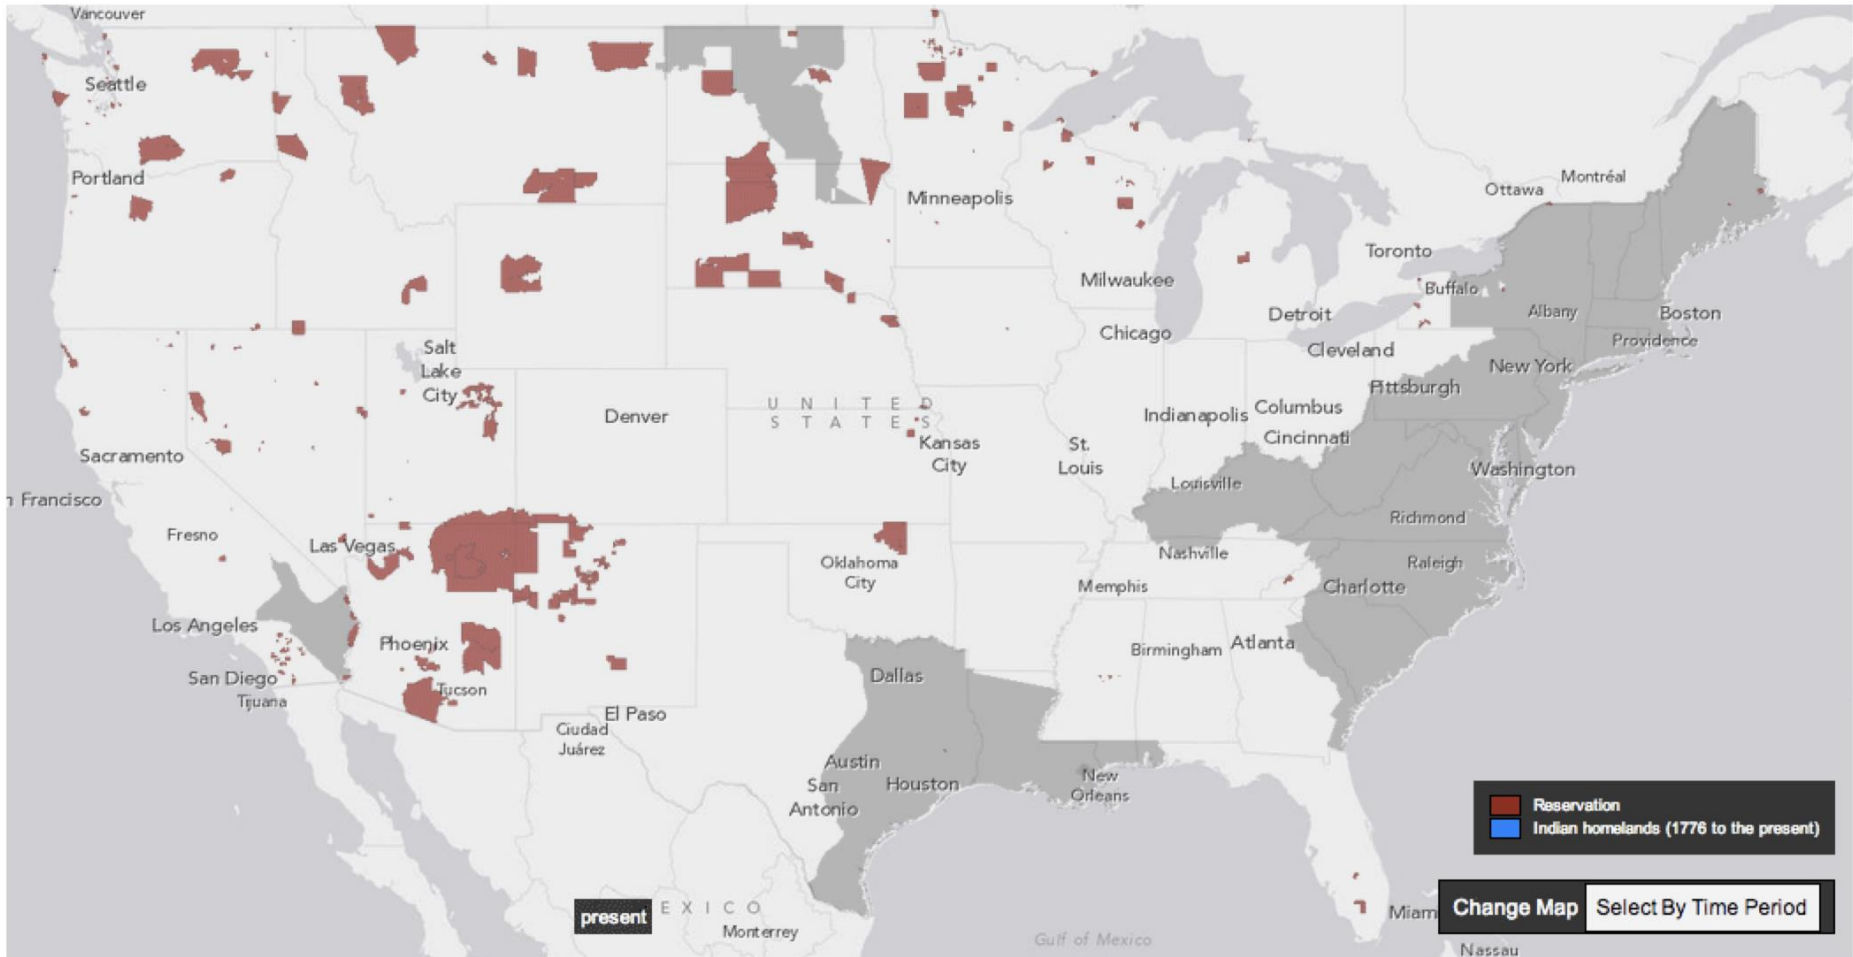 Vancouver
Seattle
Portland
Minneapolis
Ottawa
Montréal
Toronto
Buffalo
Milwaukee
Detroit
Albany
Boston
Chicago
Cleveland
Providence
Salt
Lake
City
New York
Pittsburgh
Denver
UNITED
STATES
Indianapolis
Columbus
Cincinnati
Sacramento
Kansas
City
St.
Louis
Washington
Louisville
n Francisco
Richmond
Fresno
Las Vegas
Nashville
Oklahoma
City
Raleigh
Memphis
Charlotte
Los Angeles
Phoenix
Birmingham
Atlanta
San Diego
Tijuana
Tucson
Dallas
El Paso
Ciudad
Juárez
Austin
San
Antonio
Houston
New
Orleans
Reservation
Indian homelands (1776 to the present)
present
EXICO
Monterrey
Miam
Change Map
Select By Time Period
Gulf of Mexico
Nassau